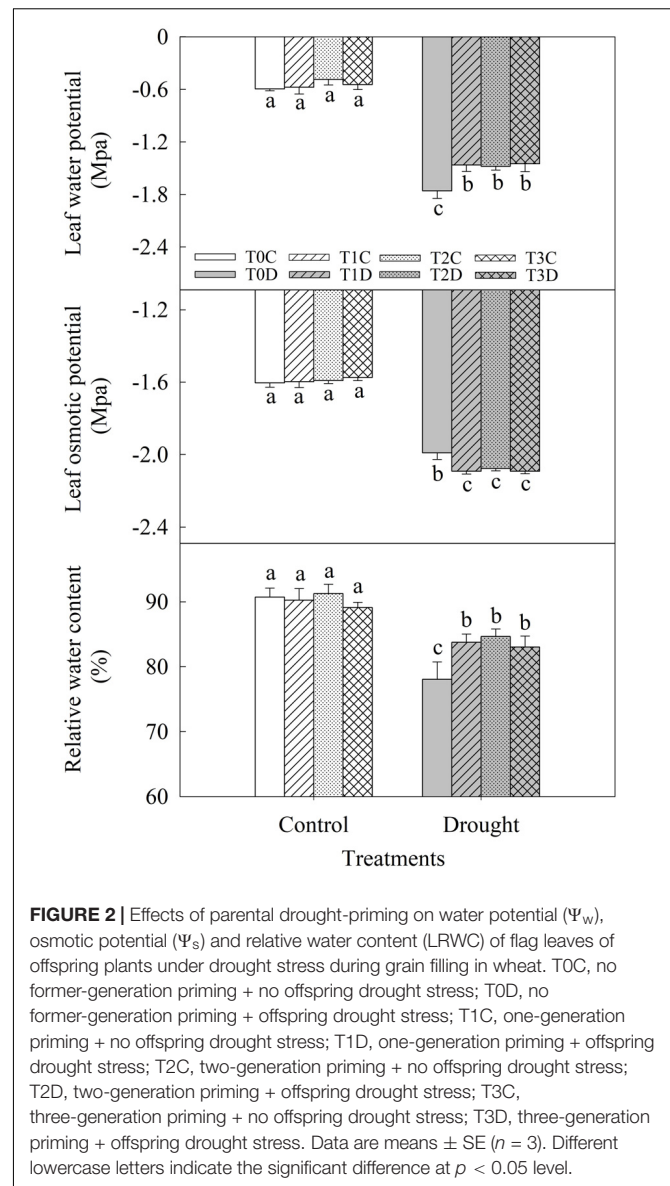 0
-0.6
-1.2
-1.8
-2.4
Leaf water potential
(Mpa)
a a a a
c b b b
T0C T1C T2C T3C
T0D T1D T2D T3D
-1.2
-1.6
-2.0
-2.4
Leaf osmotic potential
(Mpa)
a a a a
b c c c
90
80
70
60
Relative water content
(%)
a a a a
c b b b
Control Drought
Treatments
FIGURE 2 | Effects of parental drought-priming on water potential (Ψw),
osmotic potential (Ψs) and relative water content (LRWC) of flag leaves of
offspring plants under drought stress during grain filling in wheat. T0C, no
former-generation priming + no offspring drought stress; T0D, no
former-generation priming + offspring drought stress; T1C, one-generation
priming + no offspring drought stress; T1D, one-generation priming + offspring
drought stress; T2C, two-generation priming + no offspring drought stress;
T2D, two-generation priming + offspring drought stress; T3C,
three-generation priming + no offspring drought stress; T3D, three-generation
priming + offspring drought stress. Data are means ± SE (n = 3). Different
lowercase letters indicate the significant difference at p < 0.05 level.